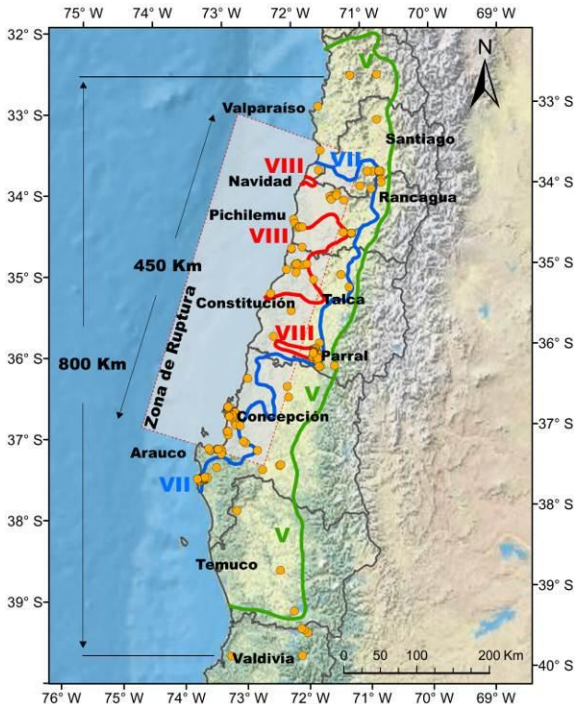 76° W 75° W 74° W 73° W 72° W 71° W 70° W 69° W
32° S
N
V
33° S
Valparaíso
Santiago
VIII
VII
34° S
Navidad
Rancagua
Pichilemu
VIII
35° S
450 Km
Constitución
Talca
Zona de Ruptura
VIII
36° S
800 Km
Parral
V
37° S
Concepción
Arauco
VII
38° S
V
Temuco
39° S
Valdivia
0 50 100 200 Km
40° S
33° S
34° S
35° S
36° S
37° S
38° S
39° S
40° S
76° W 75° W 74° W 73° W 72° W 71° W 70° W 69° W